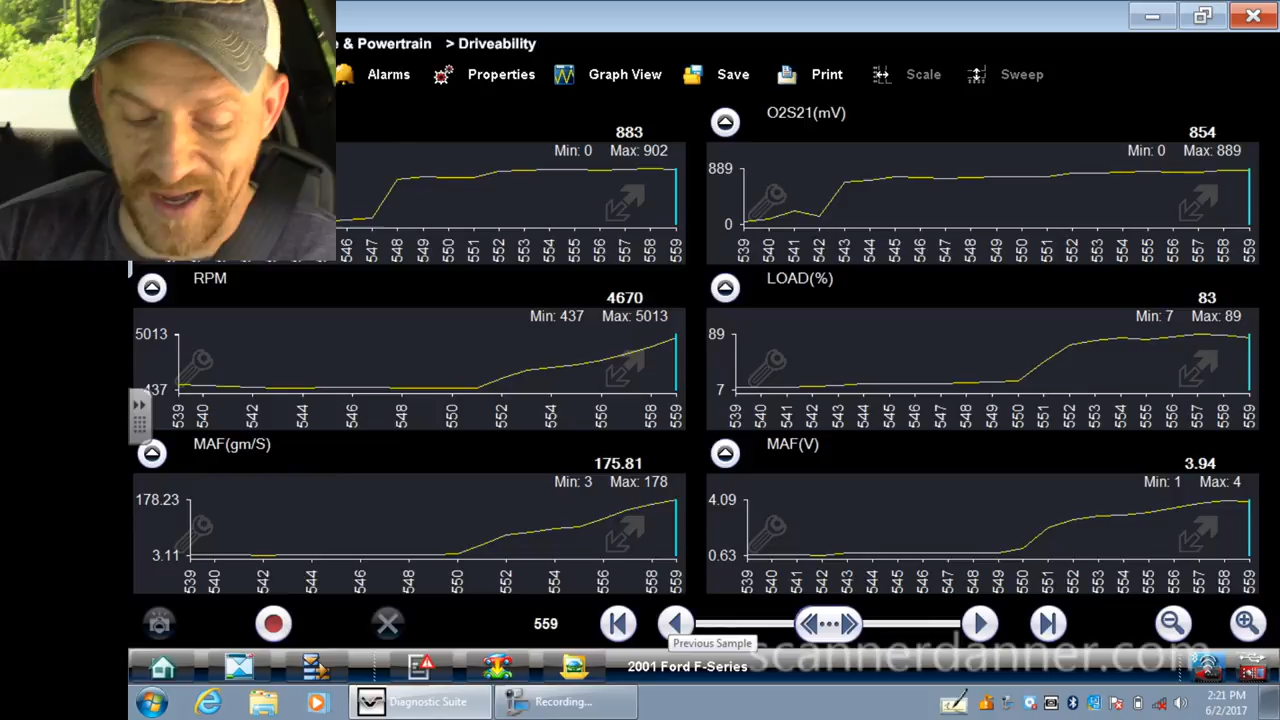 & Powertrain > Driveability
Alarms Properties Graph View Save Print Scale Sweep
883
Min: 0 Max: 902
546 547 548 549 550 551 552 553 554 555 556 557 558 559
O2S21(mV)
854
Min: 0 Max: 889
889
0
539 540 541 542 543 544 545 546 547 548 549 550 551 552 553 554 555 556 557 558 559
RPM
4670
Min: 437 Max: 5013
5013
437
539 540 542 544 546 548 550 552 554 556 558 559
LOAD(%)
83
Min: 7 Max: 89
89
7
539 540 541 542 543 544 545 546 547 548 549 550 551 552 553 554 555 556 557 558 559
MAF(gm/S)
175.81
Min: 3 Max: 178
178.23
3.11
539 540 542 544 546 548 550 552 554 556 558 559
MAF(V)
3.94
Min: 1 Max: 4
4.09
0.63
539 540 541 542 543 544 545 546 547 548 549 550 551 552 553 554 555 556 557 558 559
559
Previous Sample
scannerdanner.com
2001 Ford F-Series
Diagnostic Suite Recording...
2:21 PM
6/2/2017